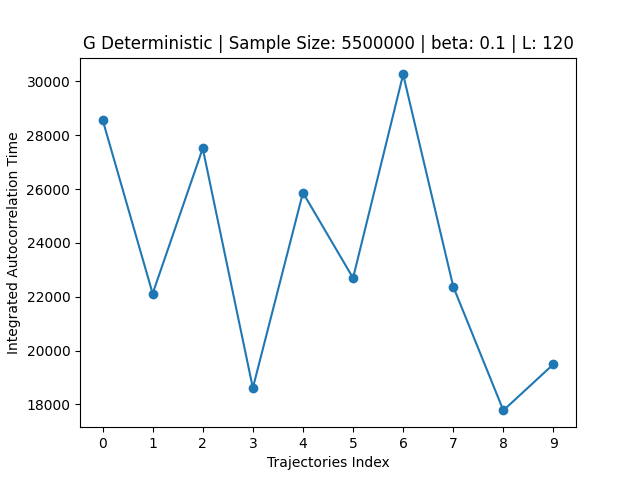 G Deterministic | Sample Size: 5500000 | beta: 0.1 | L: 120
Integrated Autocorrelation Time
30000
28000
26000
24000
22000
20000
18000
0 1 2 3 4 5 6 7 8 9
Trajectories Index